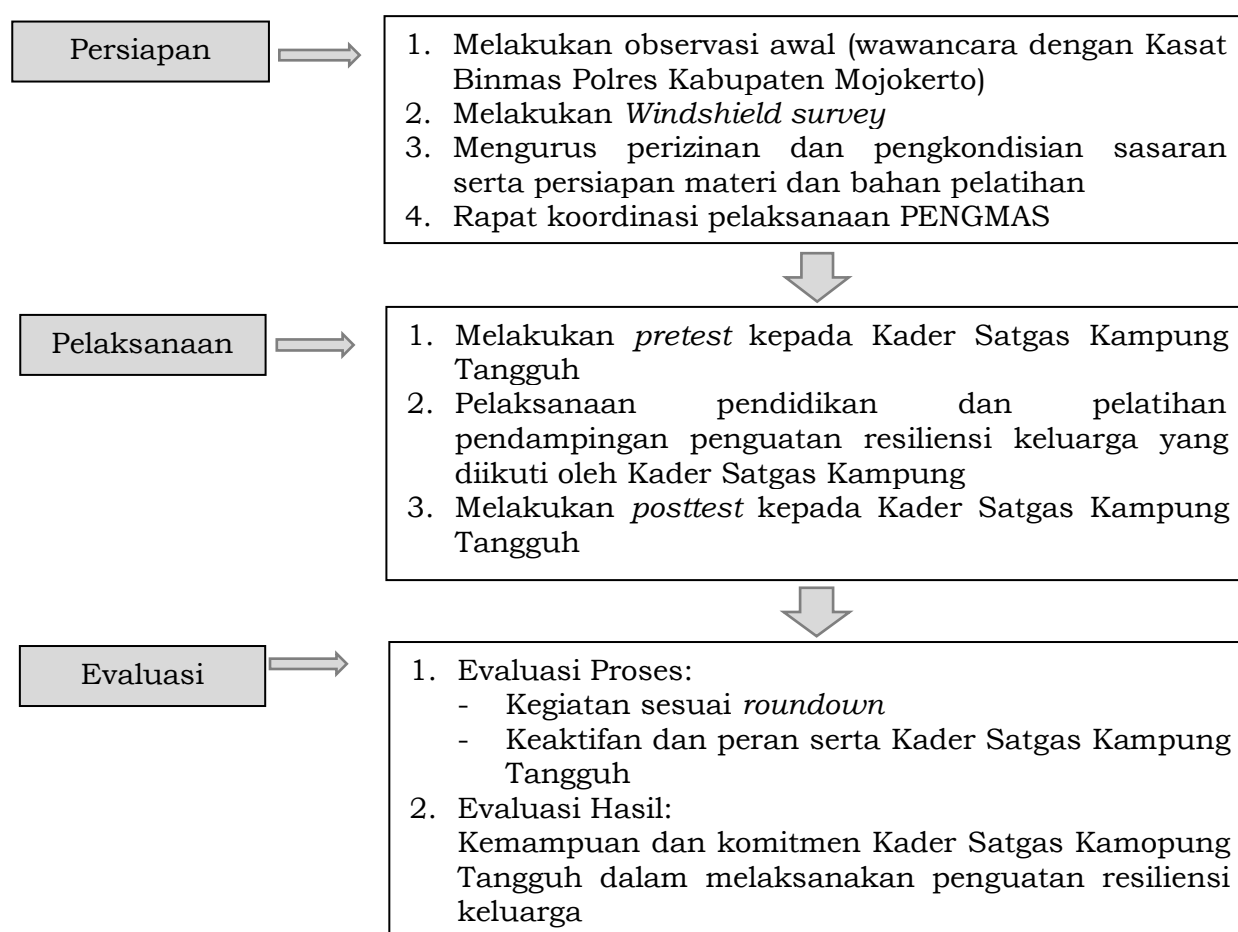 Persiapan
1. Melakukan observasi awal (wawancara dengan Kasat
Binmas Polres Kabupaten Mojokerto)
2. Melakukan Windshield survey
3. Mengurus perizinan dan pengkondisian sasaran
serta persiapan materi dan bahan pelatihan
4. Rapat koordinasi pelaksanaan PENGMAS
Pelaksanaan
1. Melakukan pretest kepada Kader Satgas Kampung
Tangguh
2. Pelaksanaan pendidikan dan pelatihan
pendampingan penguatan resiliensi keluarga yang
diikuti oleh Kader Satgas Kampung
3. Melakukan posttest kepada Kader Satgas Kampung
Tangguh
Evaluasi
1. Evaluasi Proses:
- Kegiatan sesuai roundown
- Keaktifan dan peran serta Kader Satgas Kampung
Tangguh
2. Evaluasi Hasil:
Kemampuan dan komitmen Kader Satgas Kamopung
Tangguh dalam melaksanakan penguatan resiliensi
keluarga